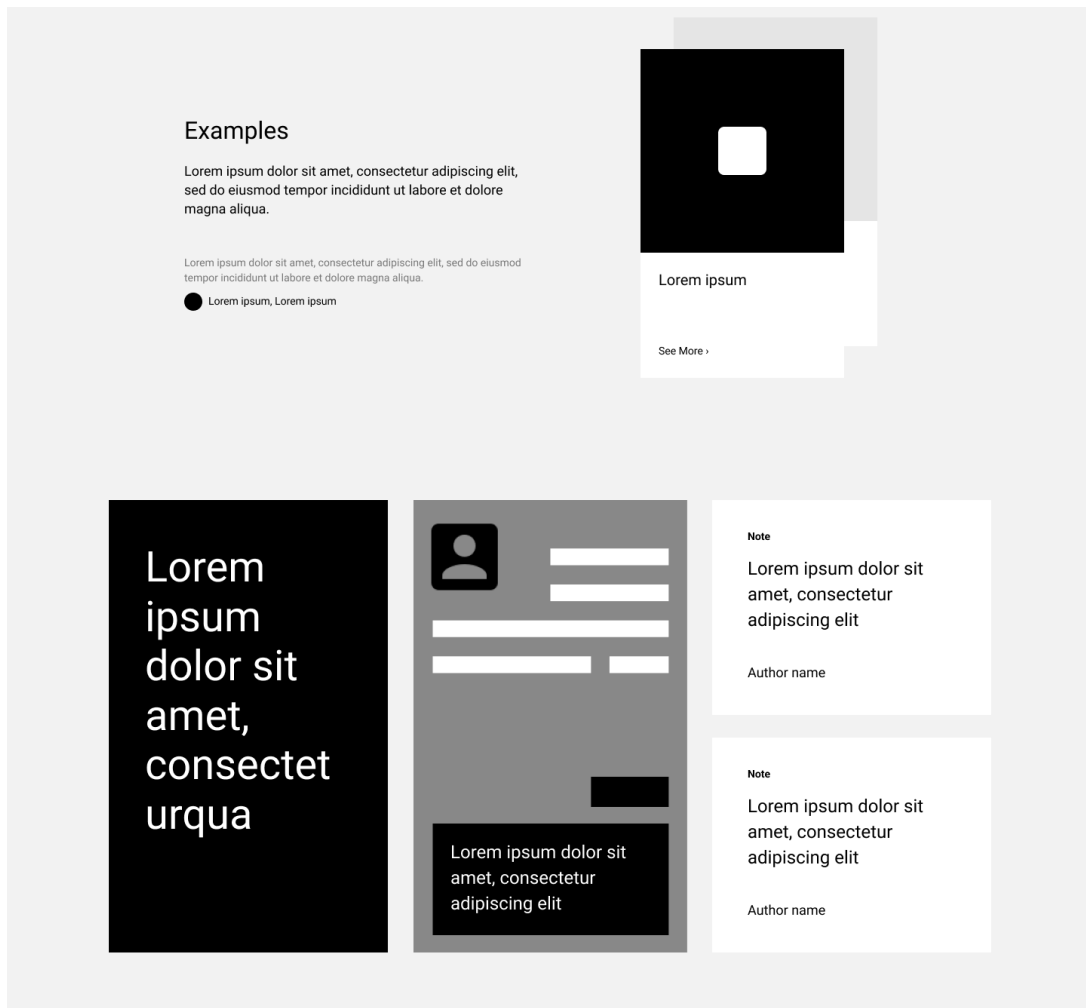 Examples
Lorem ipsum dolor sit amet, consectetur adipiscing elit,
sed do eiusmod tempor incididunt ut labore et dolore
magna aliqua.
Lorem ipsum dolor sit amet, consectetur adipiscing elit, sed do eiusmod
tempor incididunt ut labore et dolore magna aliqua.
Lorem ipsum, Lorem ipsum
Lorem ipsum
See More ›
Lorem
ipsum
dolor sit
amet,
consectet
urqua
Lorem ipsum dolor sit
amet, consectetur
adipiscing elit
Note
Lorem ipsum dolor sit
amet, consectetur
adipiscing elit
Author name
Note
Lorem ipsum dolor sit
amet, consectetur
adipiscing elit
Author name